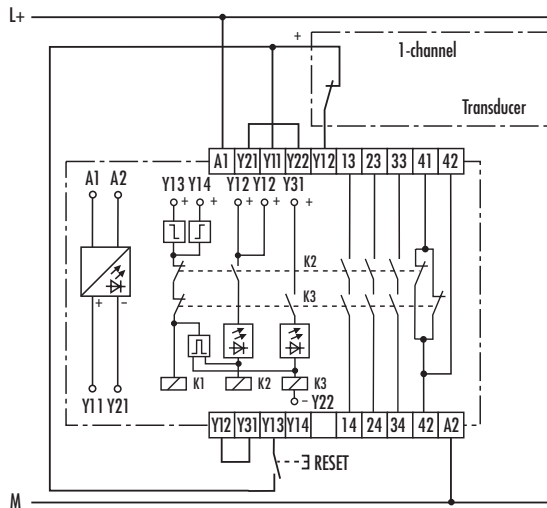 L+
+
1-channel
Transducer
A1 Y21 Y11 Y22 Y12 13 23 33 41 42
A1 A2
Y13 Y14 Y12 Y12 Y31
+ + + +
K2
K3
+ -
K1 K2 K3
Y11 Y21
- Y22
Y12 Y31 Y13 Y14 14 24 34 42 A2
RESET
M